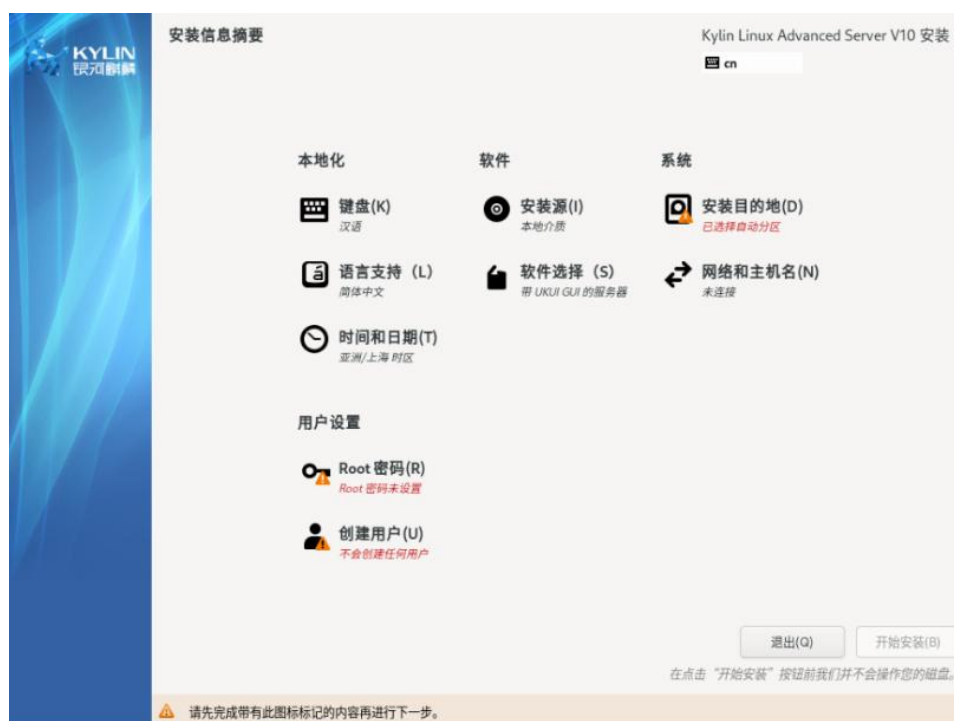 KYLIN
银河麒麟
安装信息摘要
Kylin Linux Advanced Server V10 安装
cn
本地化
键盘(K)
汉语
语言支持（L）
简体中文
时间和日期(T)
亚洲/上海 时区
软件
安装源(I)
本地介质
软件选择（S）
带 UKUI GUI 的服务器
系统
安装目的地(D)
已选择自动分区
网络和主机名(N)
未连接
用户设置
Root 密码(R)
Root 密码未设置
创建用户(U)
不会创建任何用户
退出(Q)
开始安装(B)
在点击“开始安装”按钮前我们并不会操作您的磁盘。
请先完成带有此图标标记的内容再进行下一步。